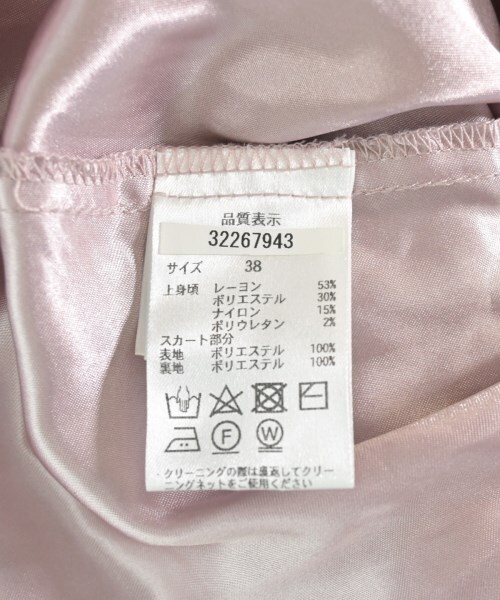 品質表示
32267943
サイズ 38
上身頃 レーヨン 53%
ポリエステル 30%
ナイロン 15%
ポリウレタン 2%
スカート部分
表地 ポリエステル 100%
裏地 ポリエステル 100%
F W
クリーニングの際は裏返してクリー
ニングネットをご使用ください